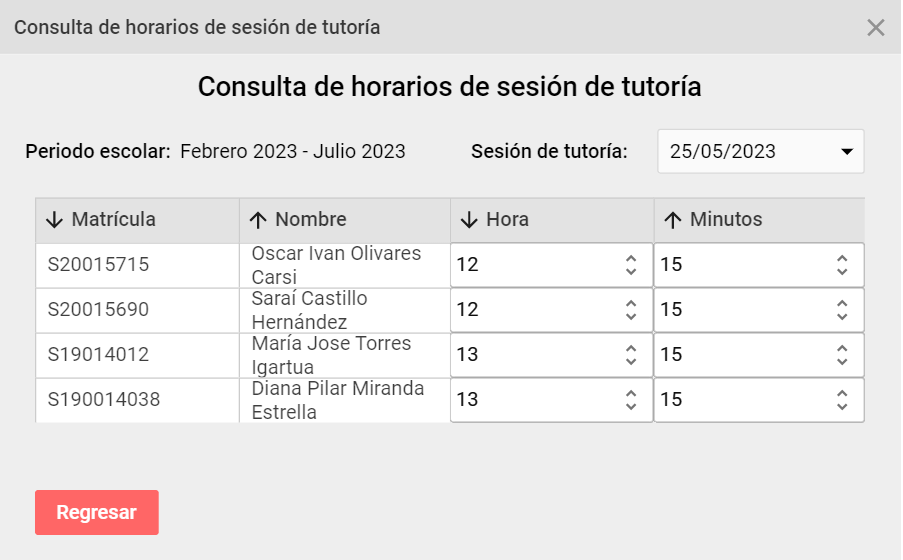 Consulta de horarios de sesión de tutoría
Consulta de horarios de sesión de tutoría
Periodo escolar: Febrero 2023 - Julio 2023 Sesión de tutoría: 25/05/2023
Matrícula Nombre Hora Minutos
S20015715 Oscar Ivan Olivares 12 15
Carsi
S20015690 Saraí Castillo 12 15
Hernández
S19014012 María Jose Torres 13 15
Igartua
S190014038 Diana Pilar Miranda 13 15
Estrella
Regresar